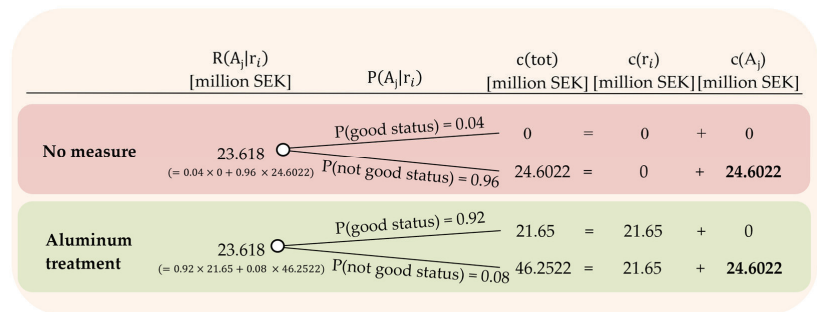 R(Aⱼ|rᵢ) c(tot) c(rᵢ) c(Aⱼ)
[million SEK] P(Aⱼ|rᵢ) [million SEK] [million SEK] [million SEK]
P(good status) = 0.04 0 = 0 + 0
No measure 23.618
(= 0.04 × 0 + 0.96 × 24.6022) P(not good status) = 0.96 24.6022 = 0 + 24.6022
P(good status) = 0.92 21.65 = 21.65 + 0
Aluminum 23.618
treatment (= 0.92 × 21.65 + 0.08 × 46.2522) P(not good status) = 0.08 46.2522 = 21.65 + 24.6022